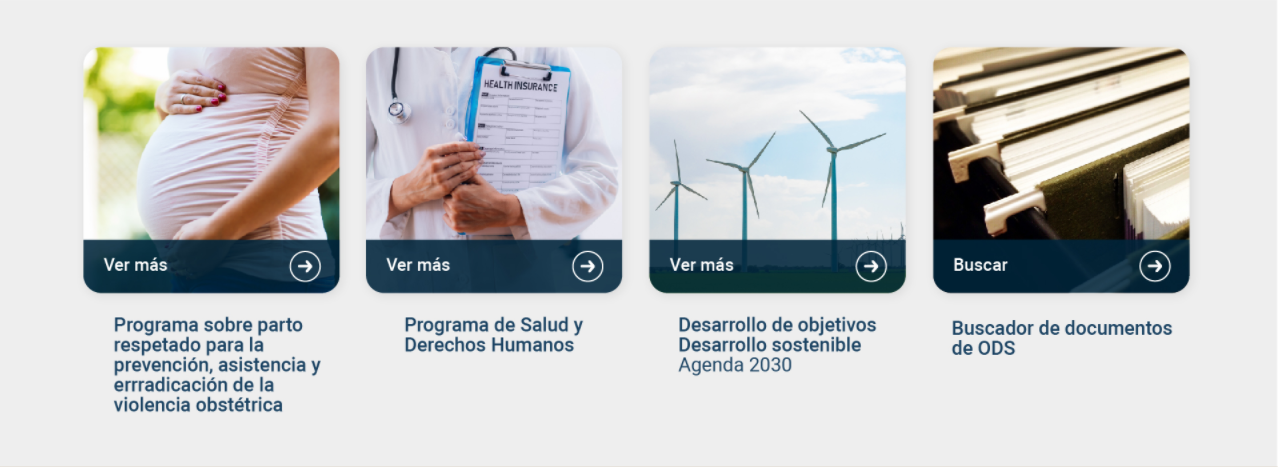 HEALTH INSURANCE
Ver más
Ver más
Ver más
Buscar
Programa sobre parto
respetado para la
prevención, asistencia y
errradicación de la
violencia obstétrica
Programa de Salud y
Derechos Humanos
Desarrollo de objetivos
Desarrollo sostenible
Agenda 2030
Buscador de documentos
de ODS